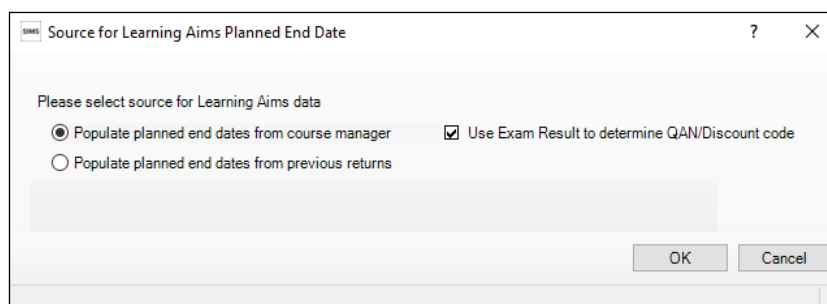 SIMS Source for Learning Aims Planned End Date ?
Please select source for Learning Aims data
Populate planned end dates from course manager Use Exam Result to determine QAN/Discount code
Populate planned end dates from previous returns
OK Cancel